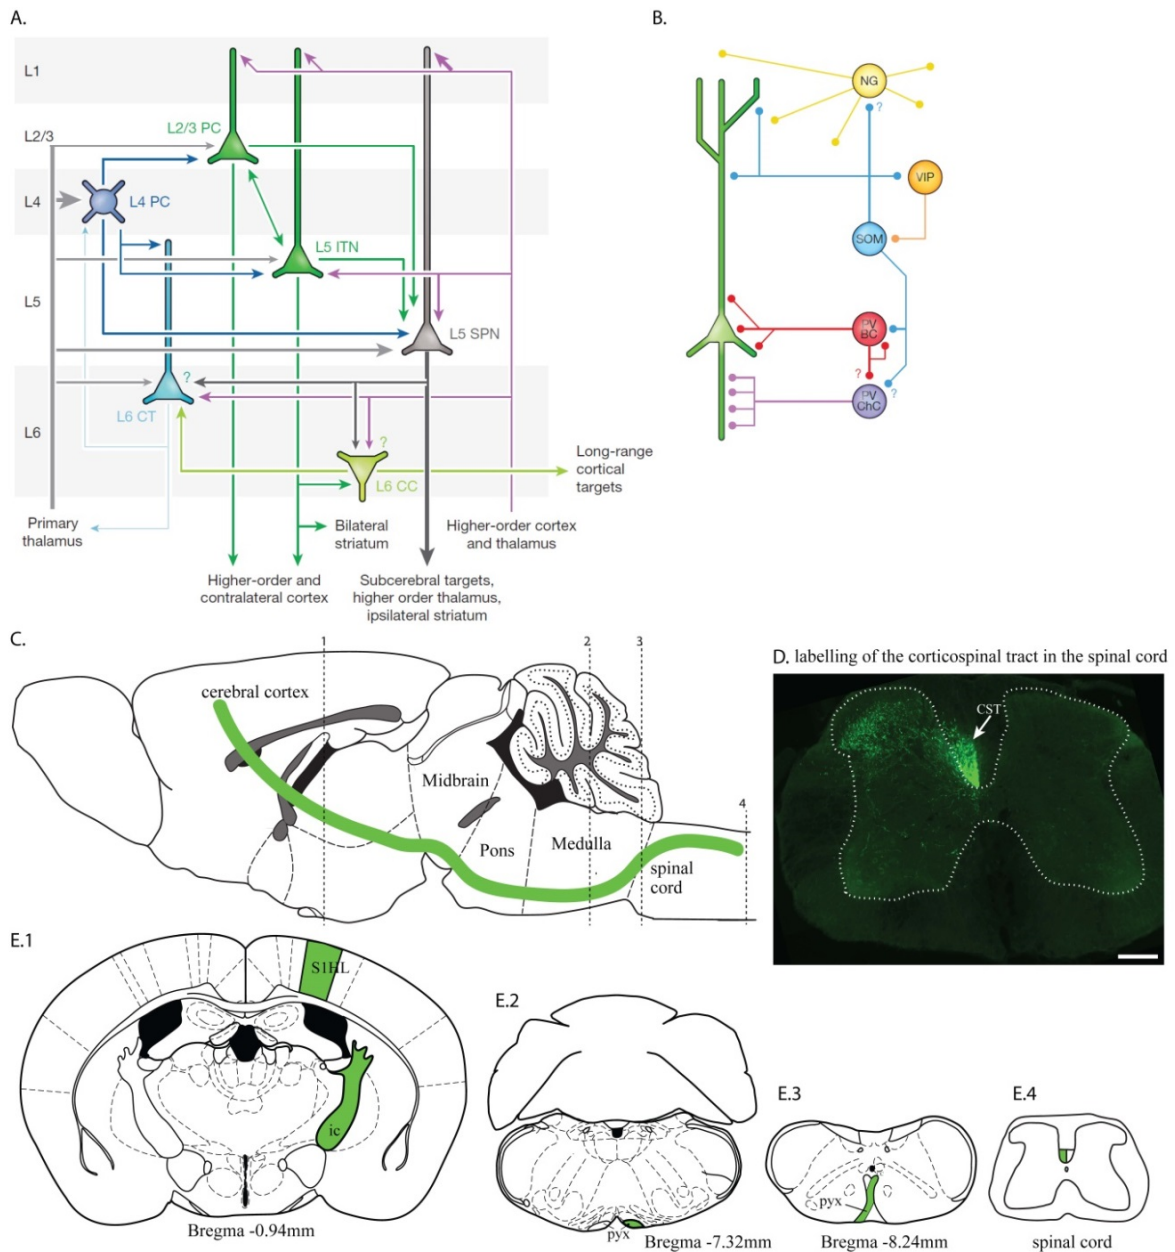 A.
L1
L2/3
L2/3 PC
L4
L4 PC
L5 ITN
L5
L5 SPN
?
L6 CT
L6
?
L6 CC
Long-range
cortical
targets
Primary
thalamus
Bilateral
striatum
Higher-order cortex
and thalamus
Higher-order and
contralateral cortex
Subcerebral targets,
higher order thalamus,
ipsilateral striatum
B.
NG
?
VIP
SOM
PV
BC
?
?
PV
ChC
C.
1
2
3
4
cerebral cortex
Midbrain
Pons
Medulla
spinal
cord
D. labelling of the corticospinal tract in the spinal cord
CST
E.1
S1HL
ic
Bregma -0.94mm
E.2
pyx
Bregma -7.32mm
E.3
pyx
Bregma -8.24mm
E.4
spinal cord